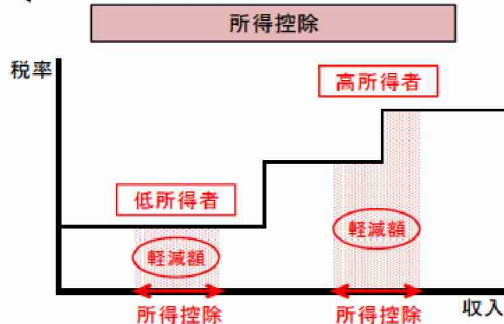 所得控除
税率
高所得者
低所得者
軽減額
軽減額
収入
所得控除
所得控除